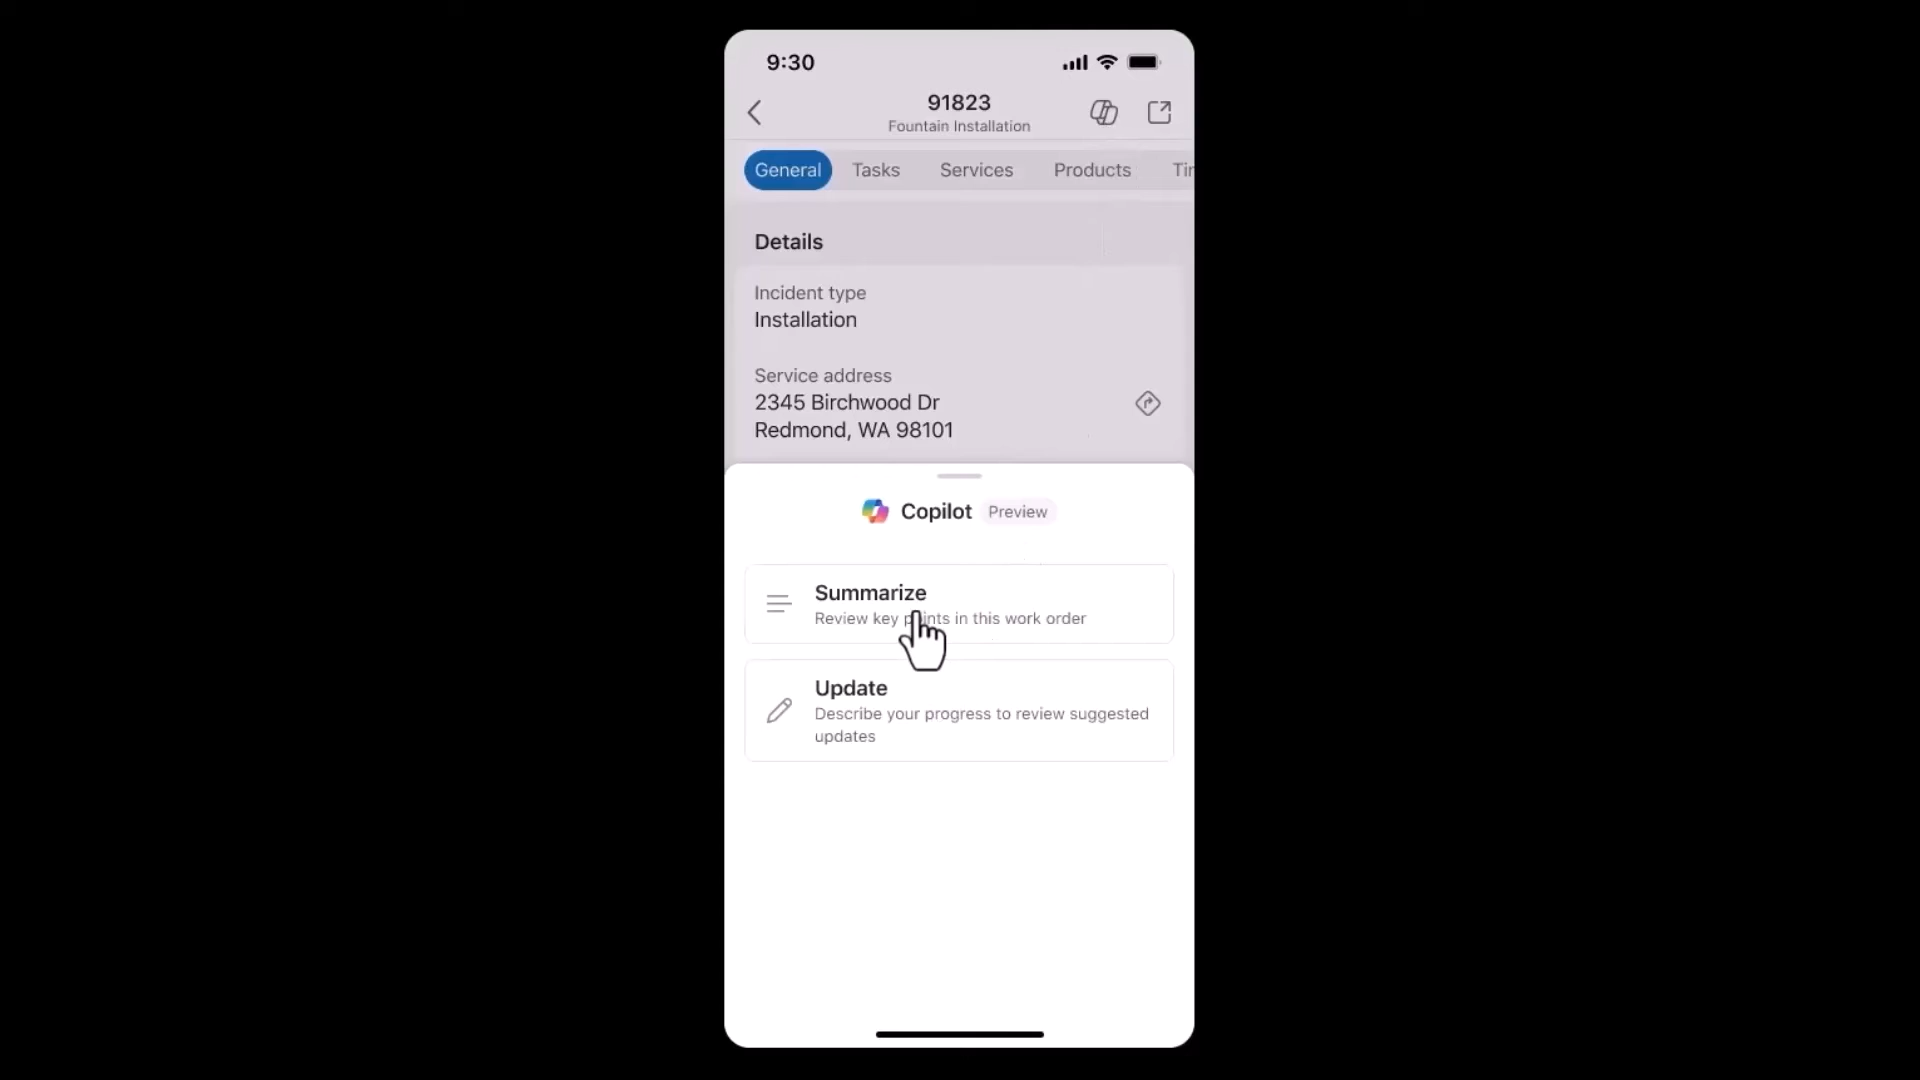 9:30
91823
Fountain Installation
General Tasks Services Products
Details
Incident type
Installation
Service address
2345 Birchwood Dr
Redmond, WA 98101
Copilot Preview
Summarize
Review key points in this work order
Update
Describe your progress to review suggested
updates